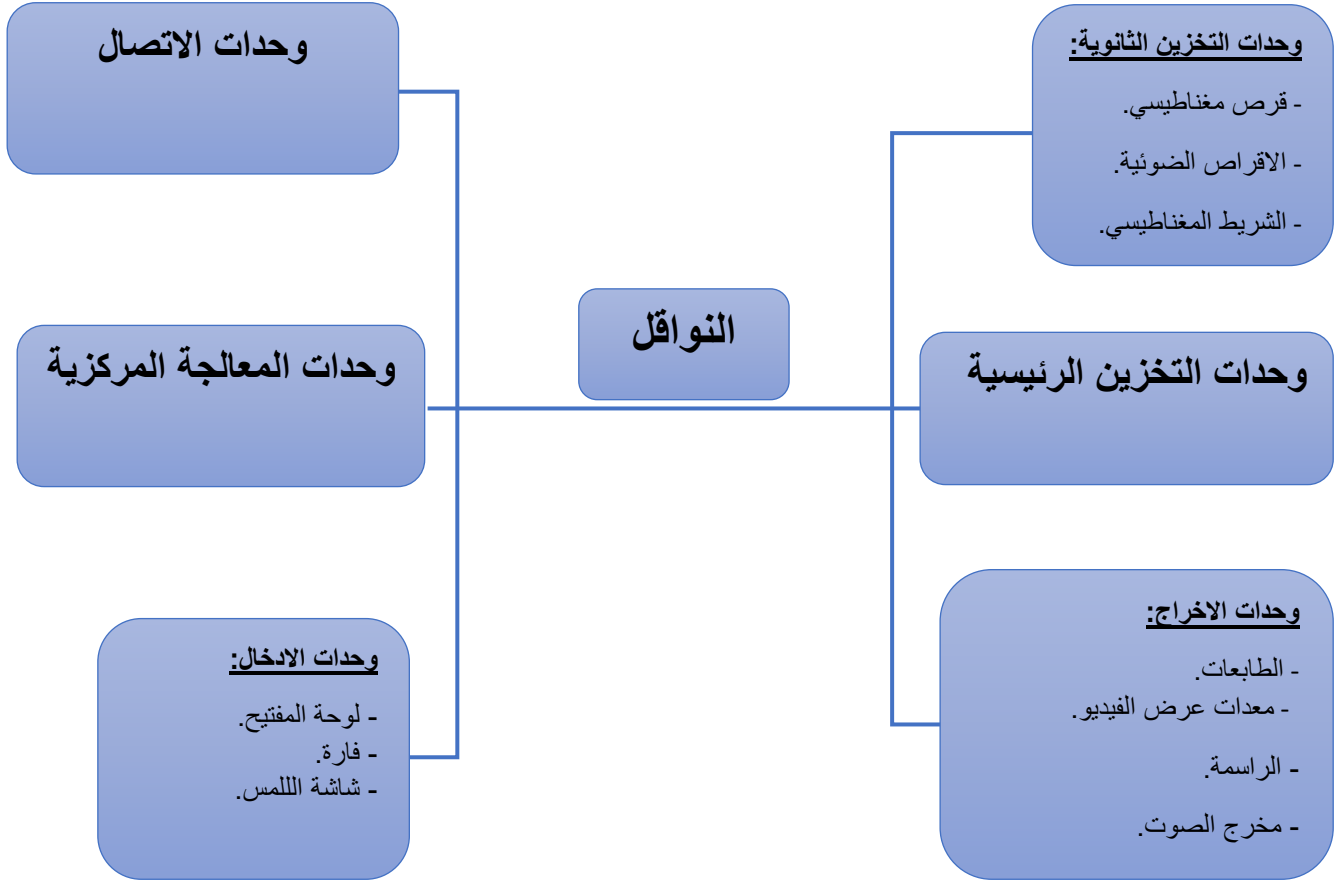 وحدات التخزين الثانوية:
- قرص مغناطيسي.
- الاقراص الضوئية.
- الشريط المغناطيسي.
وحدات الاتصال
النواقل
وحدات التخزين الرئيسية
وحدات المعالجة المركزية
وحدات الاخراج:
- الطابعات.
- معدات عرض الفيديو.
- الراسمة.
- مخرج الصوت.
وحدات الادخال:
- لوحة المفتيح.
- فارة.
- شاشة الللمس.